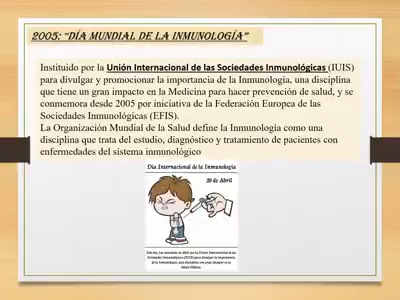 2005: “DÍA MUNDIAL DE LA INMUNOLOGÍA”
Instituido por la Unión Internacional de las Sociedades Inmunológicas (IUIS)
para divulgar y promocionar la importancia de la Inmunología, una disciplina
que tiene un gran impacto en la Medicina para hacer prevención de salud, y se
conmemora desde 2005 por iniciativa de la Federación Europea de las
Sociedades Inmunológicas (EFIS).
La Organización Mundial de la Salud define la Inmunología como una
disciplina que trata del estudio, diagnóstico y tratamiento de pacientes con
enfermedades del sistema inmunológico
Día Internacional de la Inmunología
29 de Abril